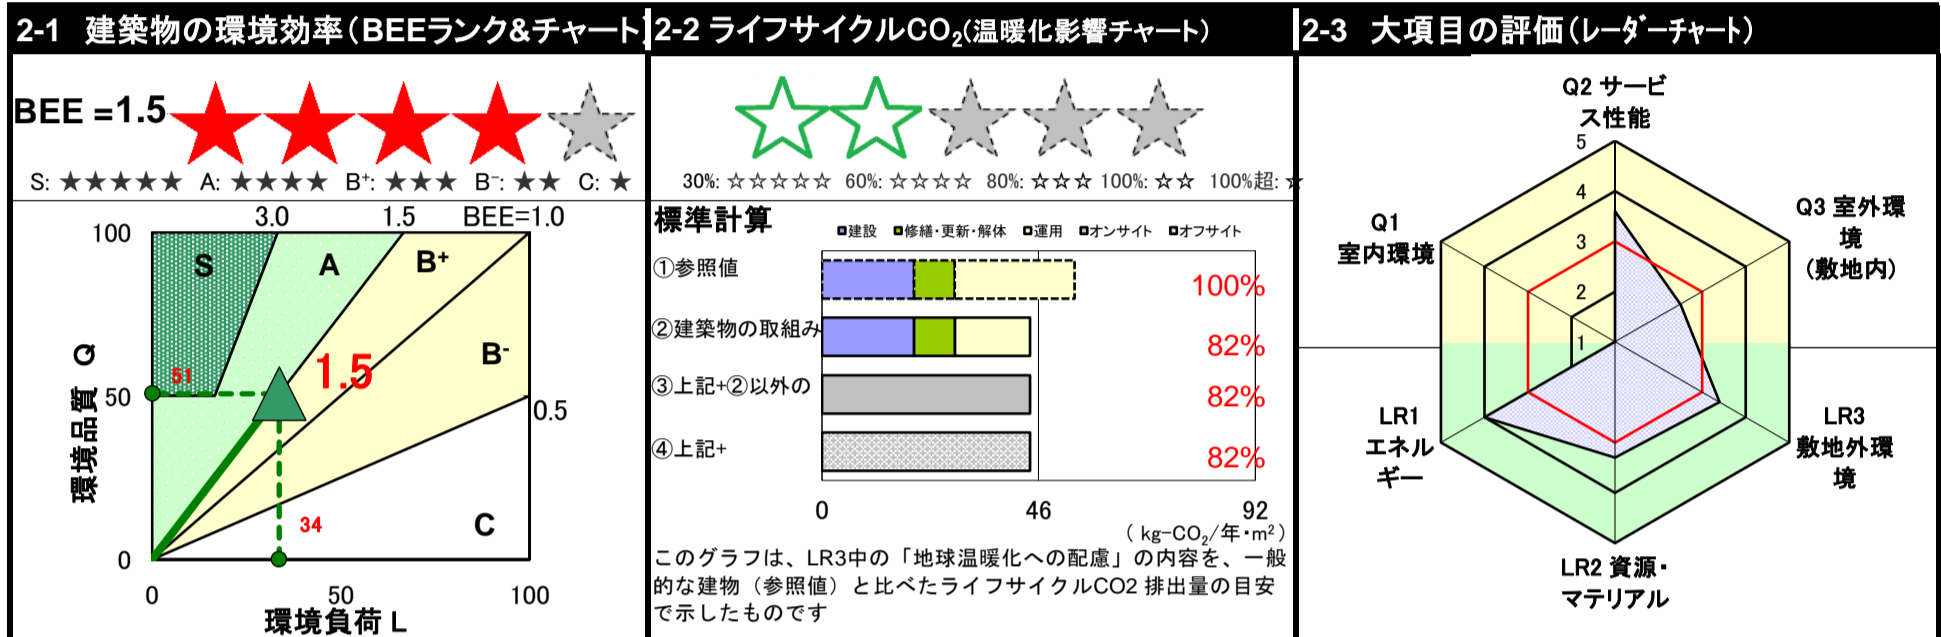 2-1 建築物の環境効率(BEEランク&チャート)
BEE =1.5
S: ★★★★★ A: ★★★★ B⁺: ★★★ B⁻: ★★ C: ★
3.0 1.5 BEE=1.0
100
S A B⁺
B⁻
1.5
51
50
0.5
34
C
0
0 50 100
環境品質 Q
環境負荷 L
2-2 ライフサイクルCO₂(温暖化影響チャート)
30%: ☆☆☆☆☆ 60%: ☆☆☆☆ 80%: ☆☆☆ 100%: ☆☆ 100%超: ☆
標準計算
建設 修繕・更新・解体 運用 オンサイト オフサイト
①参照値 100%
②建築物の取組み 82%
③上記+②以外の 82%
④上記+ 82%
0 46 92
( kg-CO₂/年・m² )
このグラフは、LR3中の「地球温暖化への配慮」の内容を、一般
的な建物(参照値)と比べたライフサイクルCO2 排出量の目安
で示したものです
2-3 大項目の評価(レーダーチャート)
Q2 サービ
ス性能
5
4
3
2
1
Q3 室外環
境
(敷地内)
Q1
室内環境
LR1
エネル
ギー
LR3
敷地外環
境
LR2 資源・
マテリアル